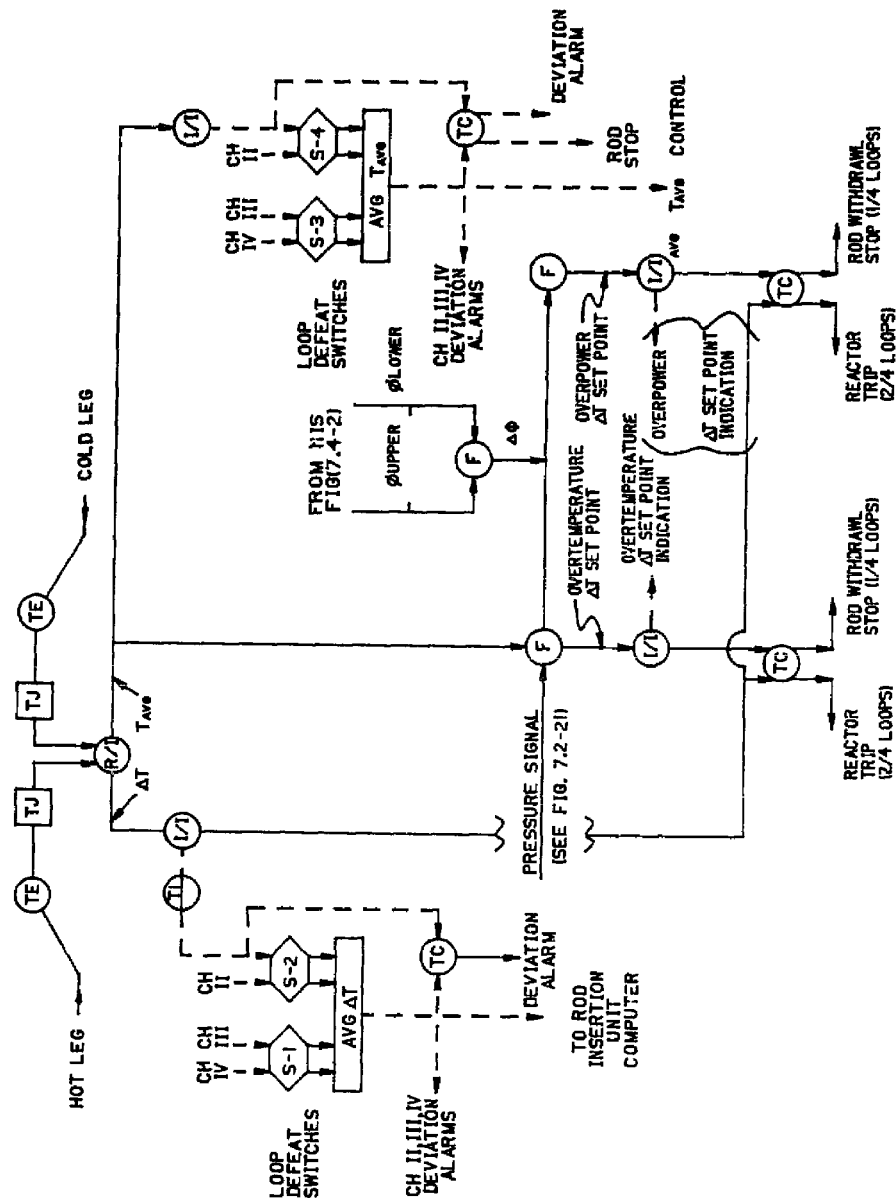 HOT LEG
TE
TJ
R/I
TJ
TE
COLD LEG
ΔT
TAVG
I/I
TI
LOOP
DEFEAT
SWITCHES
CH
IV
CH
III
CH
II
S-1
S-2
AVG ΔT
CH II,III,IV
DEVIATION
ALARMS
TC
DEVIATION
ALARM
TO ROD
INSERTION
UNIT
COMPUTER
I/I
LOOP
DEFEAT
SWITCHES
CH
IV
CH
III
CH
II
S-3
S-4
AVG TAVG
CH II,III,IV
DEVIATION
ALARMS
TC
DEVIATION
ALARM
ROD
STOP
TAVG CONTROL
FROM NIS
FIG(7.4-2)
ØUPPER
ØLOWER
F
ΔΦ
PRESSURE SIGNAL
(SEE FIG. 7.2-2)
F
F
OVERTEMPERATURE
ΔT SET POINT
OVERPOWER
ΔT SET POINT
I/I
I/I
AVG
OVERTEMPERATURE
ΔT SET POINT
INDICATION
OVERPOWER
ΔT SET POINT
INDICATION
TC
TC
REACTOR
TRIP
(2/4 LOOPS)
ROD WITHDRAWL
STOP (1/4 LOOPS)
REACTOR
TRIP
(2/4 LOOPS)
ROD WITHDRAWL
STOP (1/4 LOOPS)